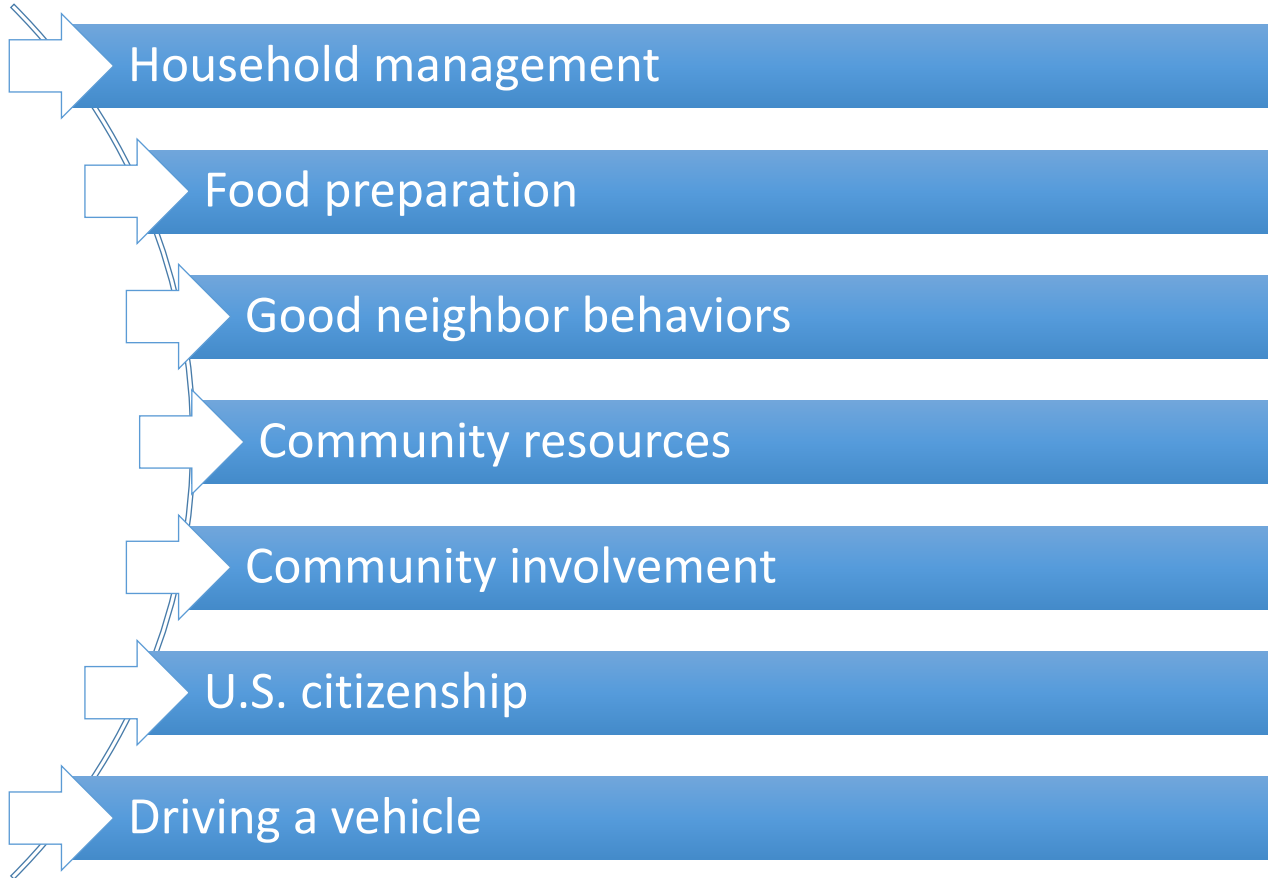 Household management
Food preparation
Good neighbor behaviors
Community resources
Community involvement
U.S. citizenship
Driving a vehicle